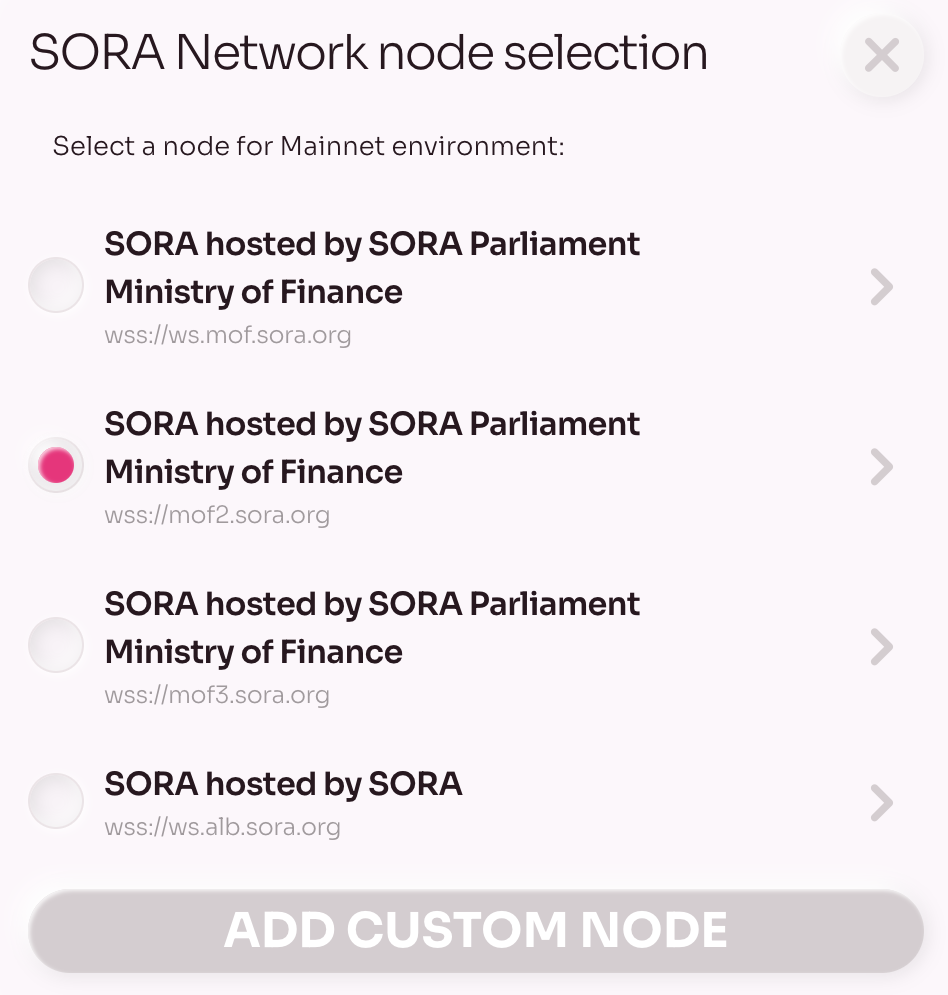 SORA Network node selection
Select a node for Mainnet environment:
SORA hosted by SORA Parliament
Ministry of Finance
wss://ws.mof.sora.org
SORA hosted by SORA Parliament
Ministry of Finance
wss://mof2.sora.org
SORA hosted by SORA Parliament
Ministry of Finance
wss://mof3.sora.org
SORA hosted by SORA
wss://ws.alb.sora.org
ADD CUSTOM NODE